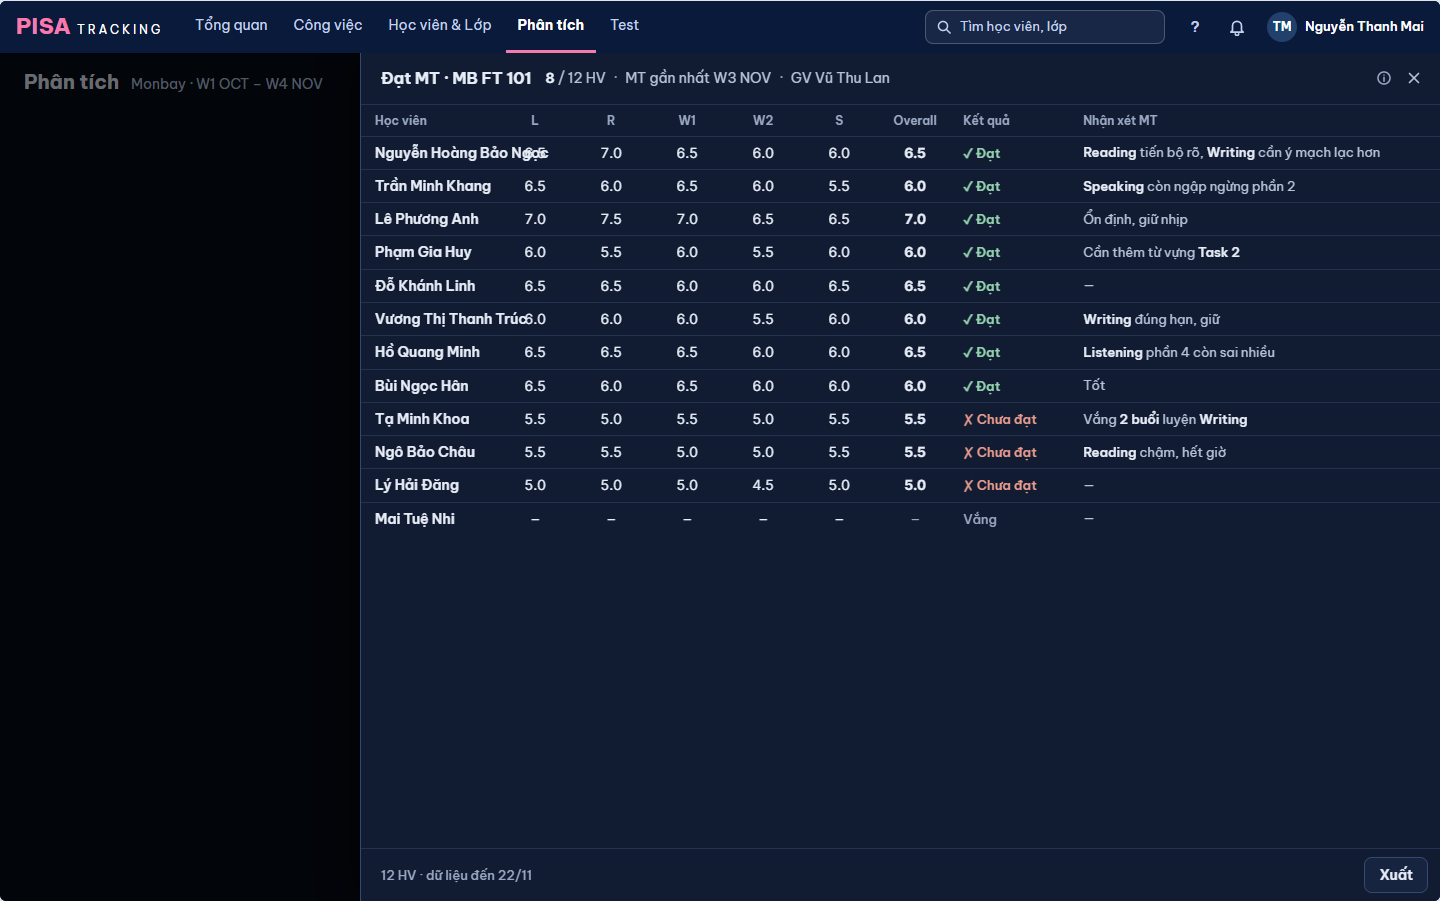 PISA TRACKING Tổng quan Công việc Học viên & Lớp Phân tích Test Tìm học viên, lớp ? TM Nguyễn Thanh Mai
Phân tích Monbay · W1 OCT – W4 NOV
Đạt MT · MB FT 101 8 / 12 HV · MT gần nhất W3 NOV · GV Vũ Thu Lan
Học viên L R W1 W2 S Overall Kết quả Nhận xét MT
Nguyễn Hoàng Bảo Ngọc 6.5 7.0 6.5 6.0 6.0 6.5 ✓ Đạt Reading tiến bộ rõ, Writing cần ý mạch lạc hơn
Trần Minh Khang 6.5 6.0 6.5 6.0 5.5 6.0 ✓ Đạt Speaking còn ngập ngừng phần 2
Lê Phương Anh 7.0 7.5 7.0 6.5 6.5 7.0 ✓ Đạt Ổn định, giữ nhịp
Phạm Gia Huy 6.0 5.5 6.0 5.5 6.0 6.0 ✓ Đạt Cần thêm từ vựng Task 2
Đỗ Khánh Linh 6.5 6.5 6.0 6.0 6.5 6.5 ✓ Đạt –
Vương Thị Thanh Trúc 6.0 6.0 6.0 5.5 6.0 6.0 ✓ Đạt Writing đúng hạn, giữ
Hồ Quang Minh 6.5 6.5 6.5 6.0 6.0 6.5 ✓ Đạt Listening phần 4 còn sai nhiều
Bùi Ngọc Hân 6.5 6.0 6.5 6.0 6.0 6.0 ✓ Đạt Tốt
Tạ Minh Khoa 5.5 5.0 5.5 5.0 5.5 5.5 ✗ Chưa đạt Vắng 2 buổi luyện Writing
Ngô Bảo Châu 5.5 5.5 5.0 5.0 5.5 5.5 ✗ Chưa đạt Reading chậm, hết giờ
Lý Hải Đăng 5.0 5.0 5.0 4.5 5.0 5.0 ✗ Chưa đạt –
Mai Tuệ Nhi – – – – – – Vắng –
12 HV · dữ liệu đến 22/11 Xuất